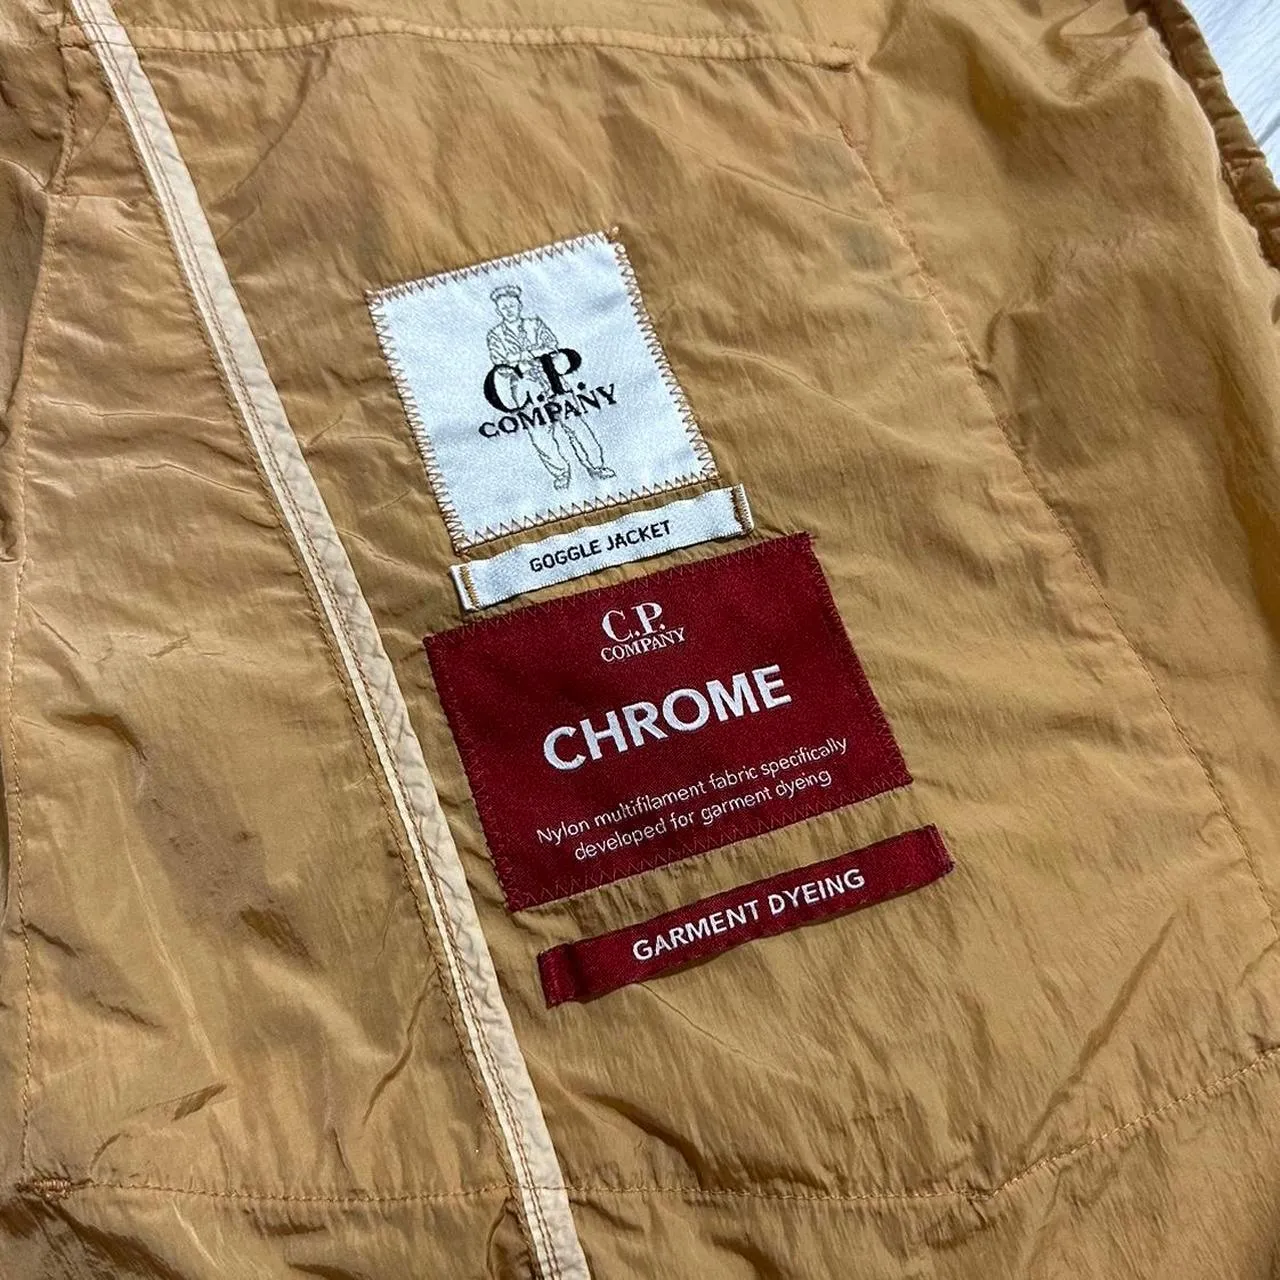 C.P.
COMPANY
GOGGLE JACKET
C.P.
COMPANY
CHROME
Nylon multifilament fabric specifically
developed for garment dyeing
GARMENT DYEING